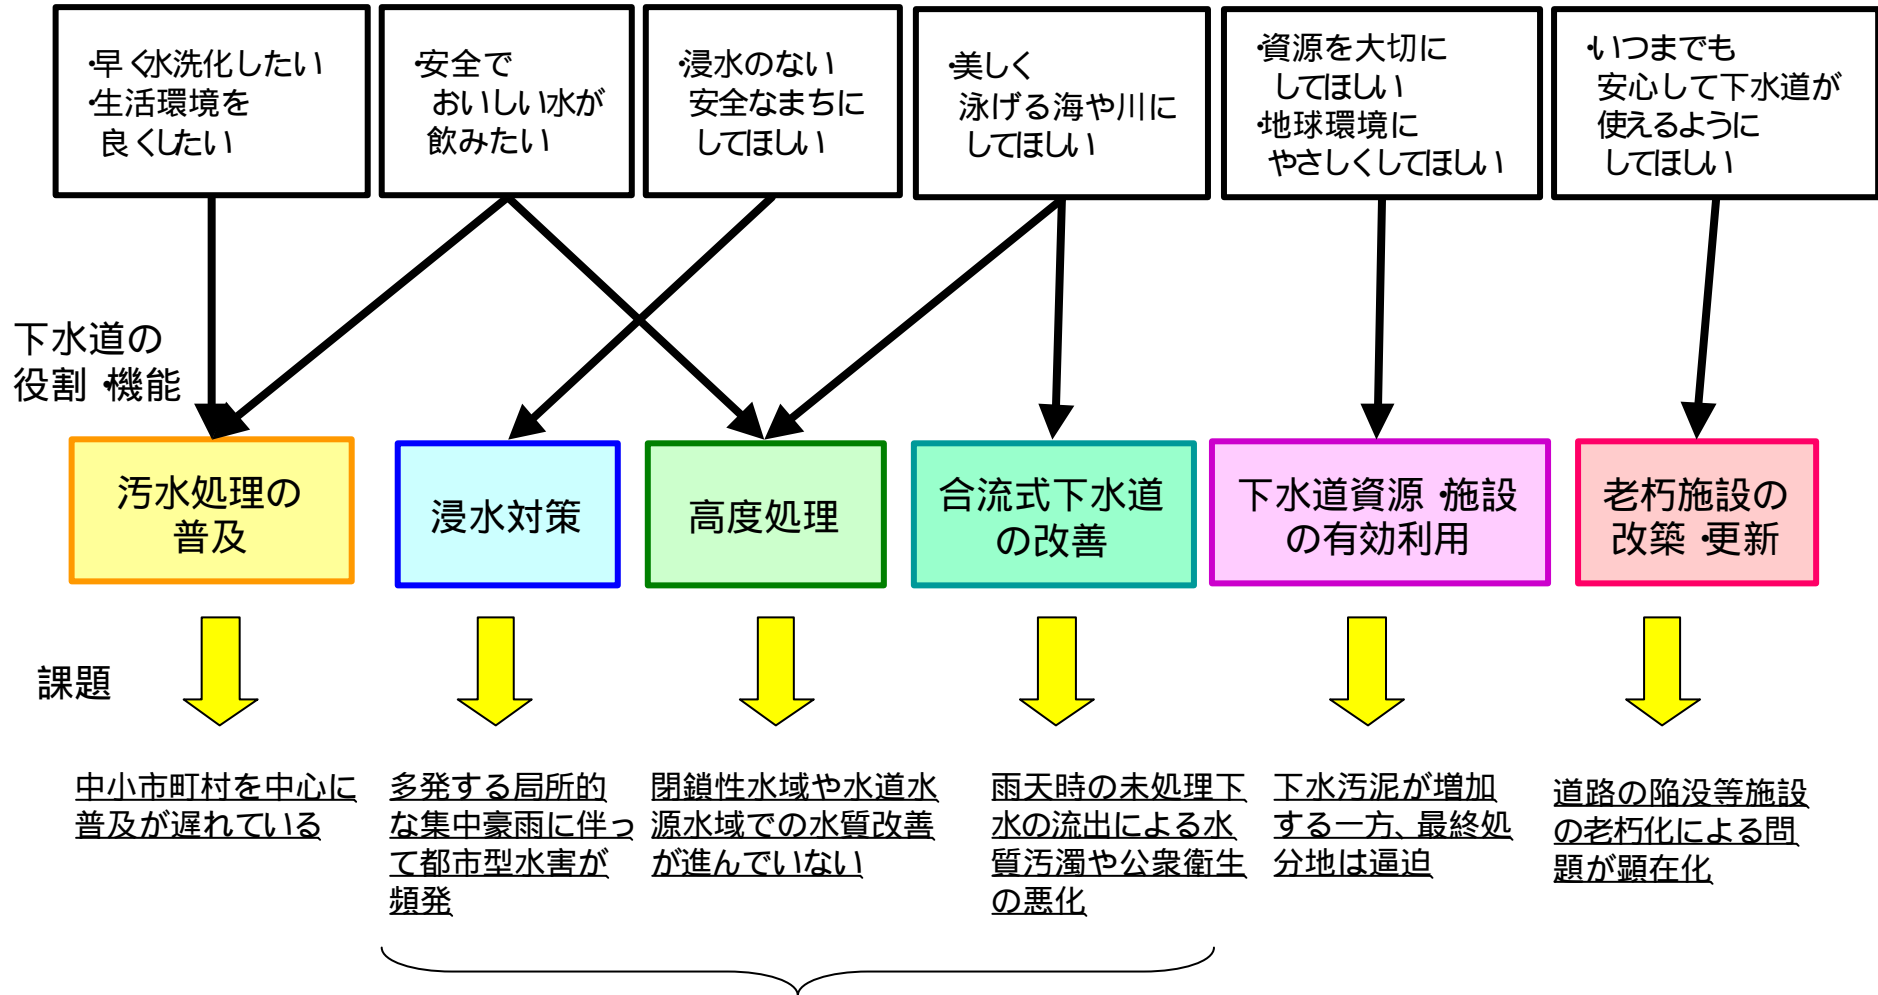 ・早く水洗化したい
・生活環境を
良くしたい
・安全で
おいしい水が
飲みたい
・浸水のない
安全なまちに
してほしい
・美しく
泳げる海や川に
してほしい
・資源を大切に
してほしい
・地球環境に
やさしくしてほしい
・いつまでも
安心して下水道が
使えるように
してほしい
下水道の
役割・機能
汚水処理の
普及
浸水対策
高度処理
合流式下水道
の改善
下水道資源・施設
の有効利用
老朽施設の
改築・更新
課題
中小市町村を中心に
普及が遅れている
多発する局所的
な集中豪雨に伴っ
て都市型水害が
頻発
閉鎖性水域や水道水
源水域での水質改善
が進んでいない
雨天時の未処理下
水の流出による水
質汚濁や公衆衛生
の悪化
下水汚泥が増加
する一方、最終処
分地は逼迫
道路の陥没等施設
の老朽化による問
題が顕在化